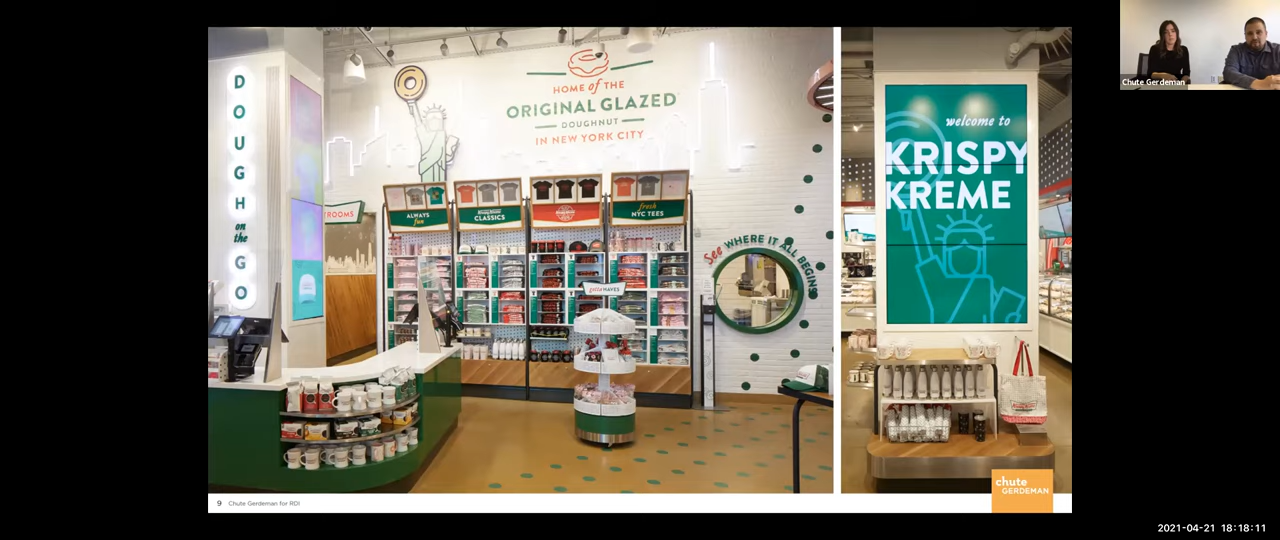 DOUGH
on
the
GO
TROOMS
HOME of THE
ORIGINAL GLAZED
DOUGHNUT
IN NEW YORK CITY
ALWAYS
fun
Krispy Kreme
CLASSICS
fresh
NYC TEES
gotta HAVES
See WHERE IT ALL BEGINS
welcome to
KRISPY
KREME
chute
GERDEMAN
9 Chute Gerdeman for RDI
Chute Gerdeman
2021-04-21 18:18:11